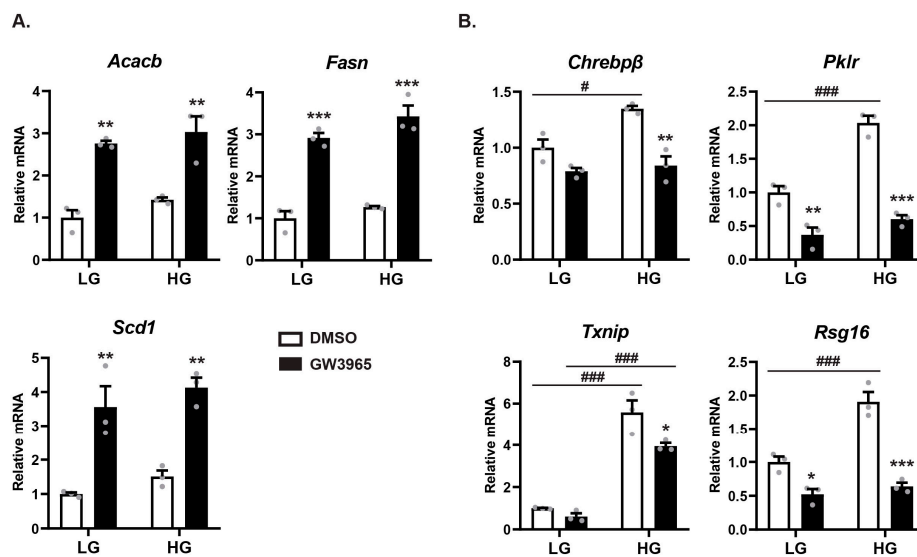 A.
B.
Acacb
Relative mRNA
4
3
2
1
0
**
**
LG
HG
Fasn
Relative mRNA
4
3
2
1
0
***
***
LG
HG
Chrebpβ
Relative mRNA
1.5
1.0
0.5
0.0
#
**
LG
HG
Pklr
Relative mRNA
2.5
2.0
1.5
1.0
0.5
0.0
###
**
***
LG
HG
Scd1
Relative mRNA
5
4
3
2
1
0
**
**
LG
HG
DMSO
GW3965
Txnip
Relative mRNA
8
6
4
2
0
###
###
*
LG
HG
Rsg16
Relative mRNA
2.5
2.0
1.5
1.0
0.5
0.0
###
*
***
LG
HG